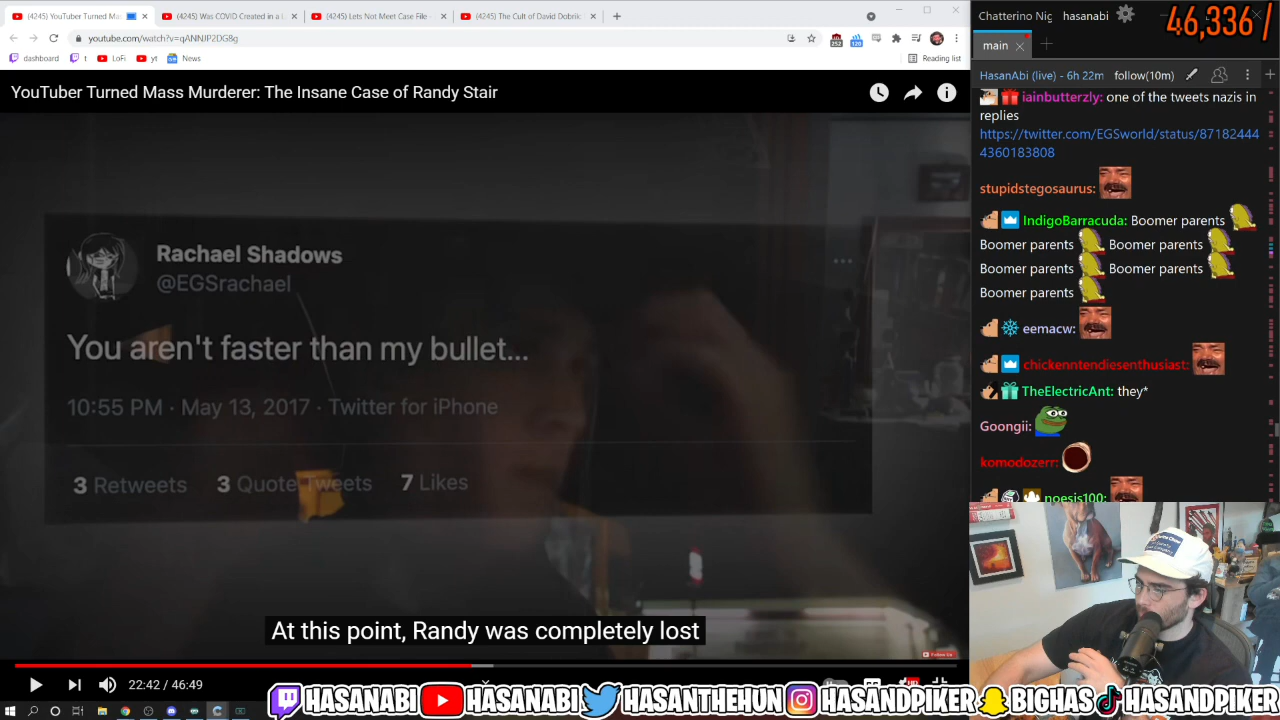 (4245) YouTuber Turned Mas
(4245) Was COVID Created in a L
(4245) Lets Not Meet Case File -
(4245) The Cult of David Dobrik
youtube.com/watch?v=qANNJP2DG8g
dashboard
t
LoFi
yt
News
Reading list
YouTuber Turned Mass Murderer: The Insane Case of Randy Stair
Rachael Shadows
@EGSrachael
You aren't faster than my bullet...
10:55 PM · May 13, 2017 · Twitter for iPhone
3 Retweets 3 Quote Tweets 7 Likes
At this point, Randy was completely lost
22:42 / 46:49
Chatterino Nig
hasanabi
46,336 /
main
HasanAbi (live) - 6h 22m
follow(10m)
iainbutterzly: one of the tweets nazis in
replies
https://twitter.com/EGSworld/status/87182444
4360183808
stupidstegosaurus:
IndigoBarracuda: Boomer parents
Boomer parents Boomer parents
Boomer parents Boomer parents
Boomer parents
eemacw:
chickenntendiesenthusiast:
TheElectricAnt: they*
Goongii:
komodozerr:
noesis100:
HASANABI HASANABI HASANTHEHUN HASANDPIKER BIGHAS HASANDPIKER